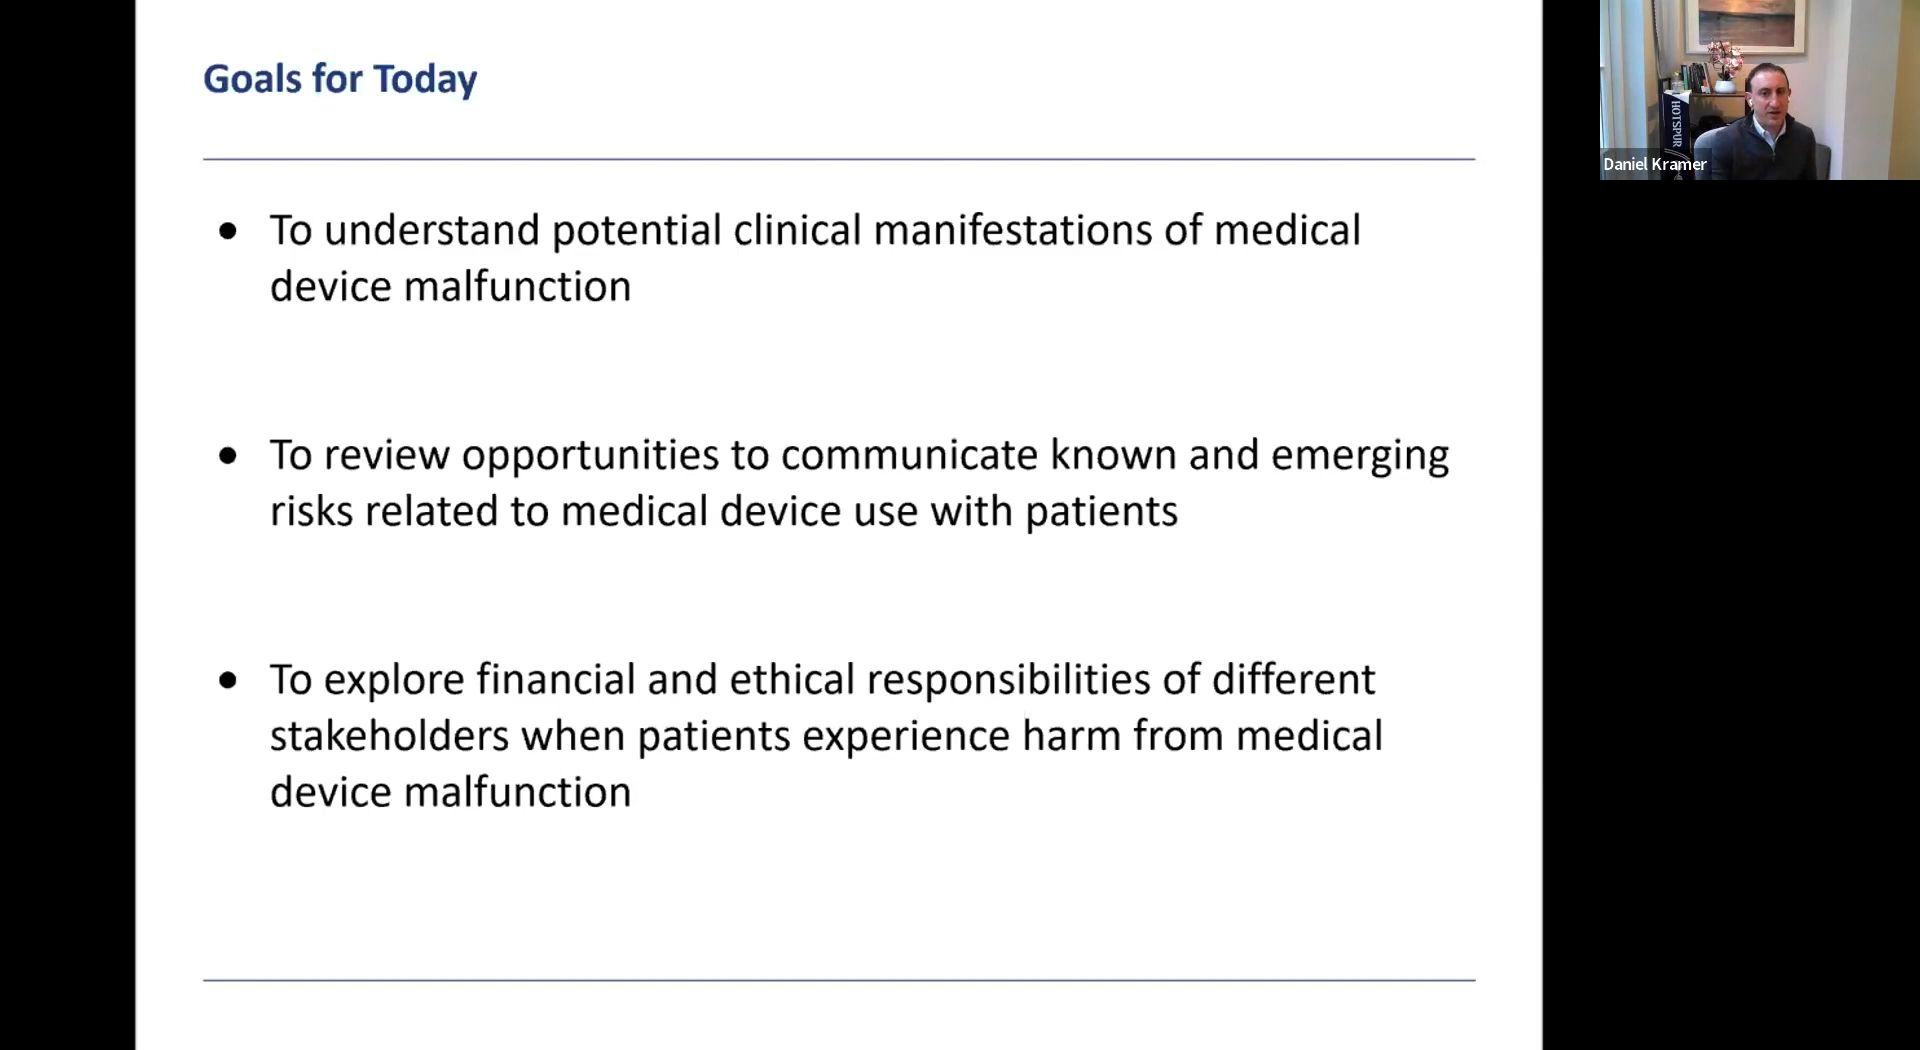 Goals for Today
• To understand potential clinical manifestations of medical
device malfunction
• To review opportunities to communicate known and emerging
risks related to medical device use with patients
• To explore financial and ethical responsibilities of different
stakeholders when patients experience harm from medical
device malfunction
HOTSPUR
Daniel Kramer